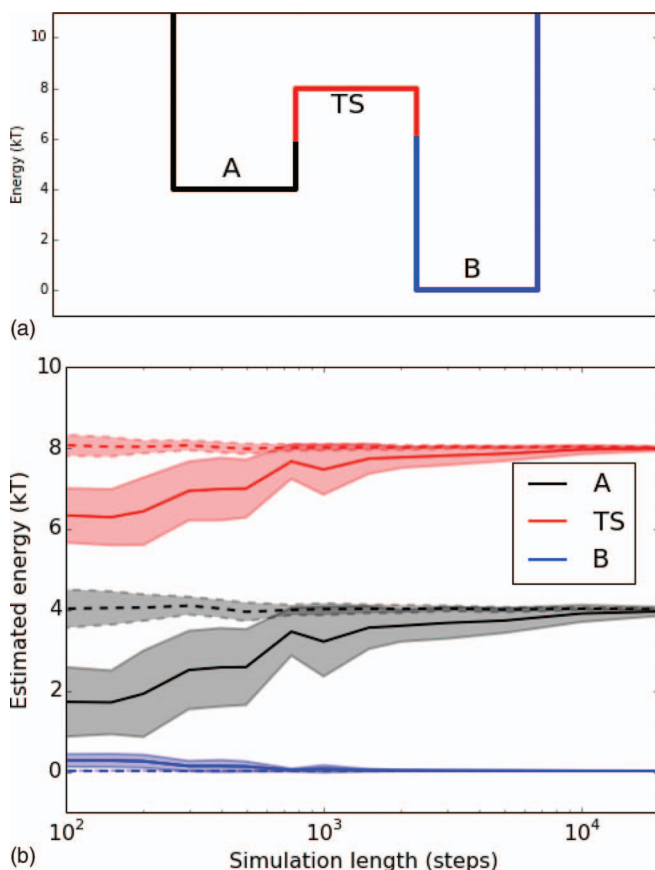 10
8
6
4
2
0
Energy (kT)
A
TS
B
(a)
10
8
6
4
2
0
Estimated energy (kT)
A
TS
B
10²
10³
10⁴
Simulation length (steps)
(b)